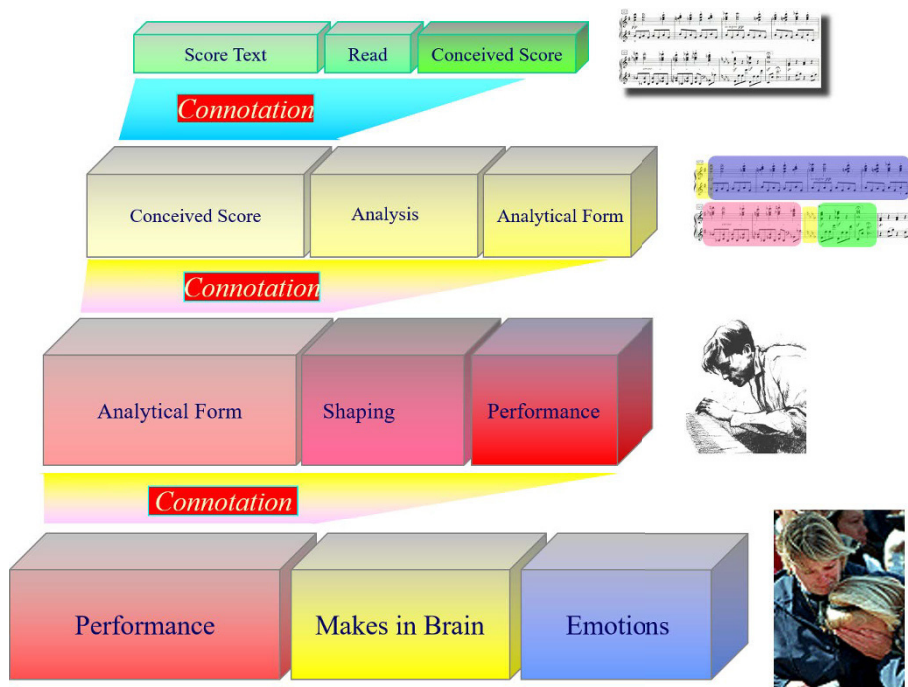 Score Text
Read
Conceived Score
Connotation
Conceived Score
Analysis
Analytical Form
Connotation
Analytical Form
Shaping
Performance
Connotation
Performance
Makes in Brain
Emotions